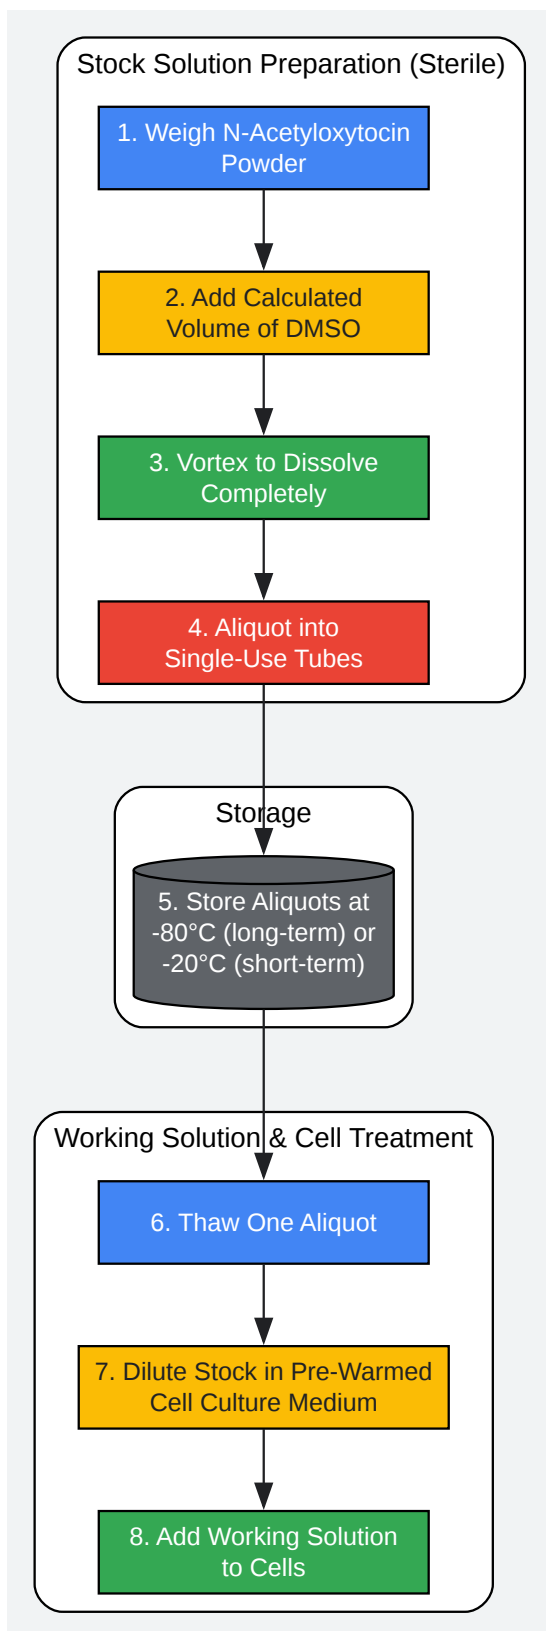 Stock Solution Preparation (Sterile)
1. Weigh N-Acetyloxytocin
Powder
2. Add Calculated
Volume of DMSO
3. Vortex to Dissolve
Completely
4. Aliquot into
Single-Use Tubes
Storage
5. Store Aliquots at
-80°C (long-term) or
-20°C (short-term)
Working Solution & Cell Treatment
6. Thaw One Aliquot
7. Dilute Stock in Pre-Warmed
Cell Culture Medium
8. Add Working Solution
to Cells